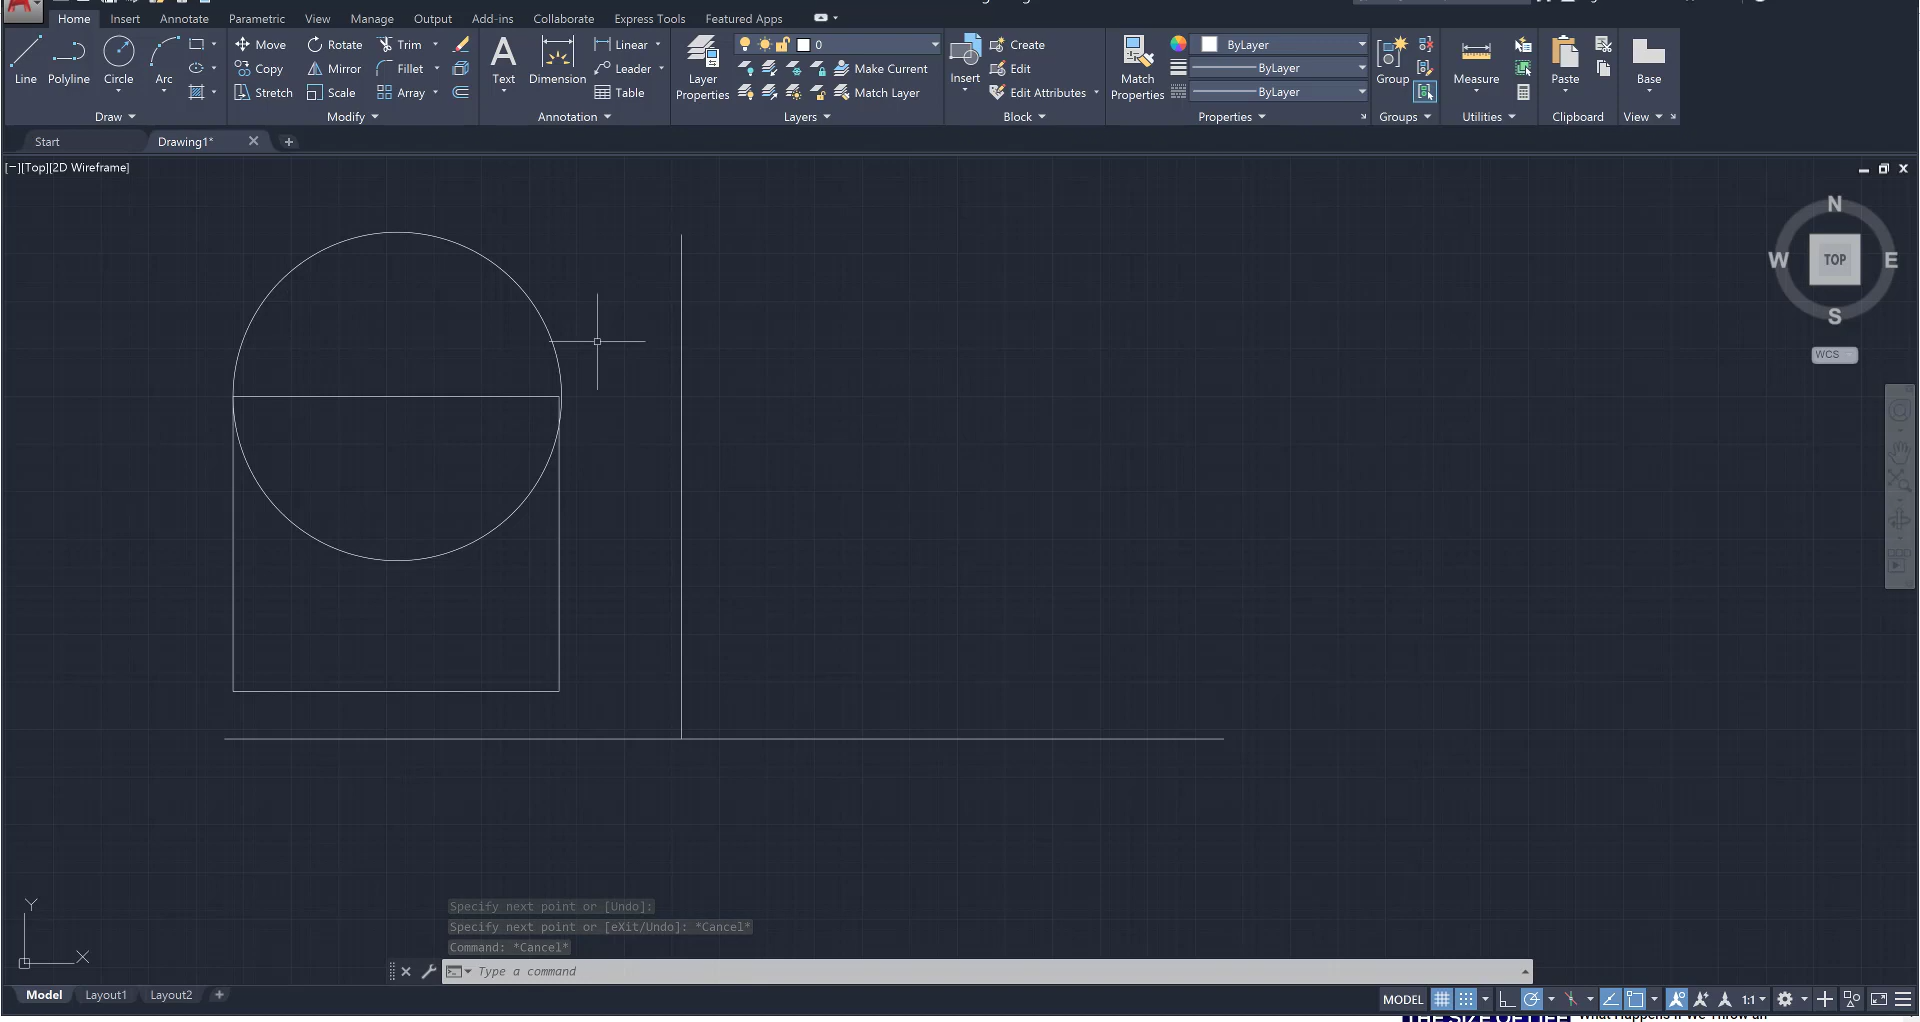 Home Insert Annotate Parametric View Manage Output Add-ins Collaborate Express Tools Featured Apps
Line Polyline Circle Arc
Move Rotate Trim
Copy Mirror Fillet
Stretch Scale Array
Text Dimension
Linear
Leader
Table
Layer Properties
0
Make Current
Match Layer
Insert
Create
Edit
Edit Attributes
Match Properties
ByLayer
ByLayer
ByLayer
Group
Measure
Paste
Base
Draw Modify Annotation Layers Block Properties Groups Utilities Clipboard View
Start Drawing1*
[−][Top][2D Wireframe]
N
W TOP E
S
WCS
Y
X
Specify next point or [Undo]:
Specify next point or [eXit/Undo]: *Cancel*
Command: *Cancel*
Type a command
Model Layout1 Layout2
MODEL 1:1